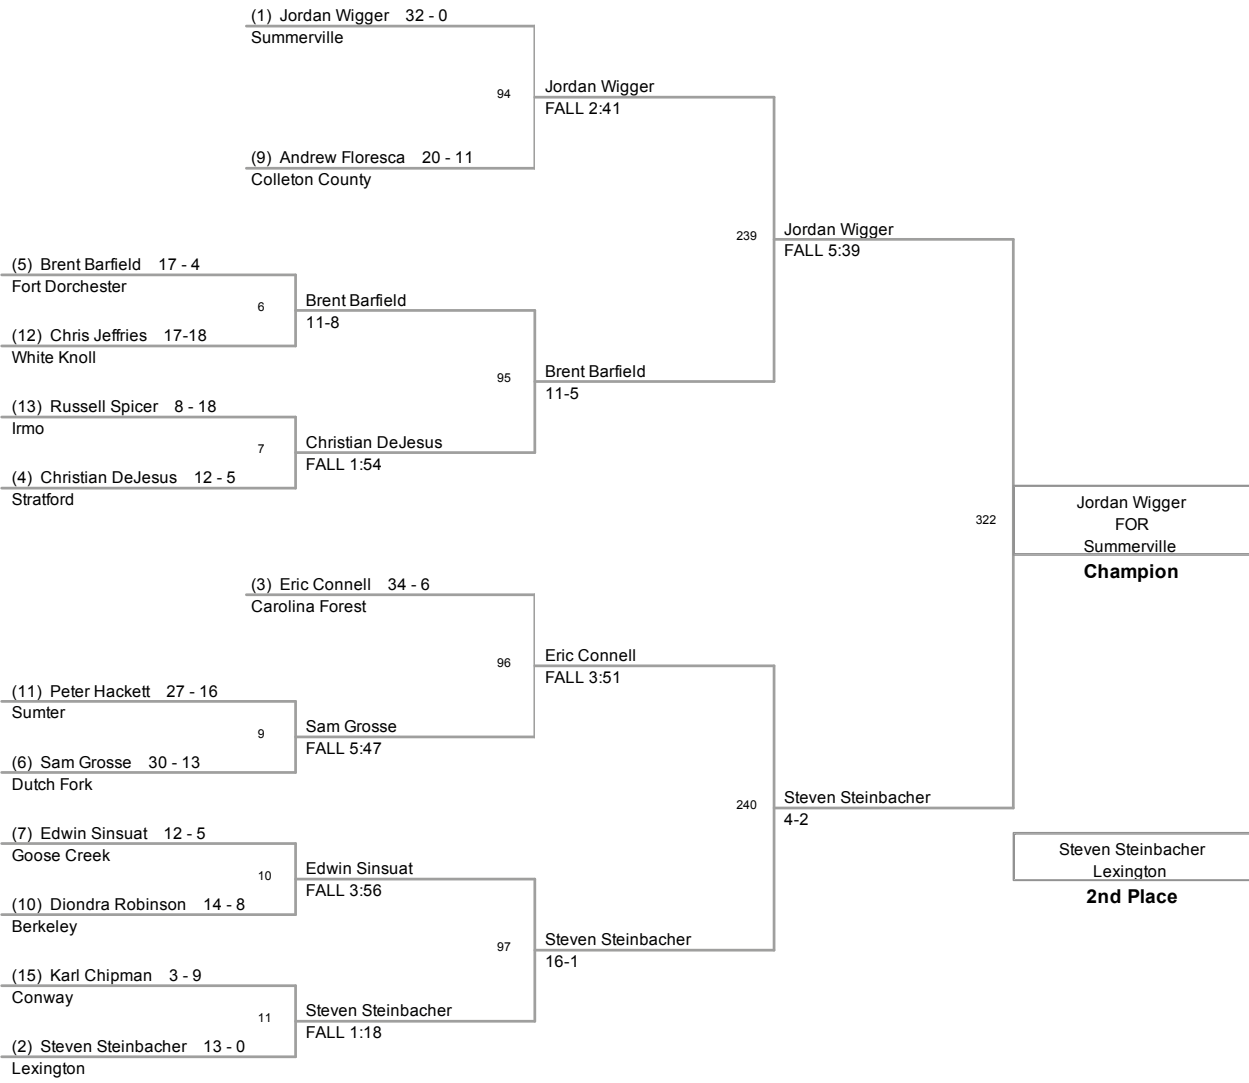 (1) Jordan Wigger 32 - 0
Summerville
94
Jordan Wigger
FALL 2:41
(9) Andrew Floresca 20 - 11
Colleton County
239
Jordan Wigger
FALL 5:39
(5) Brent Barfield 17 - 4
Fort Dorchester
6
Brent Barfield
11-8
(12) Chris Jeffries 17-18
White Knoll
95
Brent Barfield
11-5
(13) Russell Spicer 8 - 18
Irmo
7
Christian DeJesus
FALL 1:54
(4) Christian DeJesus 12 - 5
Stratford
322
Jordan Wigger
FOR
Summerville
Champion
(3) Eric Connell 34 - 6
Carolina Forest
96
Eric Connell
FALL 3:51
(11) Peter Hackett 27 - 16
Sumter
9
Sam Grosse
FALL 5:47
(6) Sam Grosse 30 - 13
Dutch Fork
240
Steven Steinbacher
4-2
(7) Edwin Sinsuat 12 - 5
Goose Creek
10
Edwin Sinsuat
FALL 3:56
(10) Diondra Robinson 14 - 8
Berkeley
97
Steven Steinbacher
16-1
(15) Karl Chipman 3 - 9
Conway
11
Steven Steinbacher
FALL 1:18
(2) Steven Steinbacher 13 - 0
Lexington
Steven Steinbacher
Lexington
2nd Place